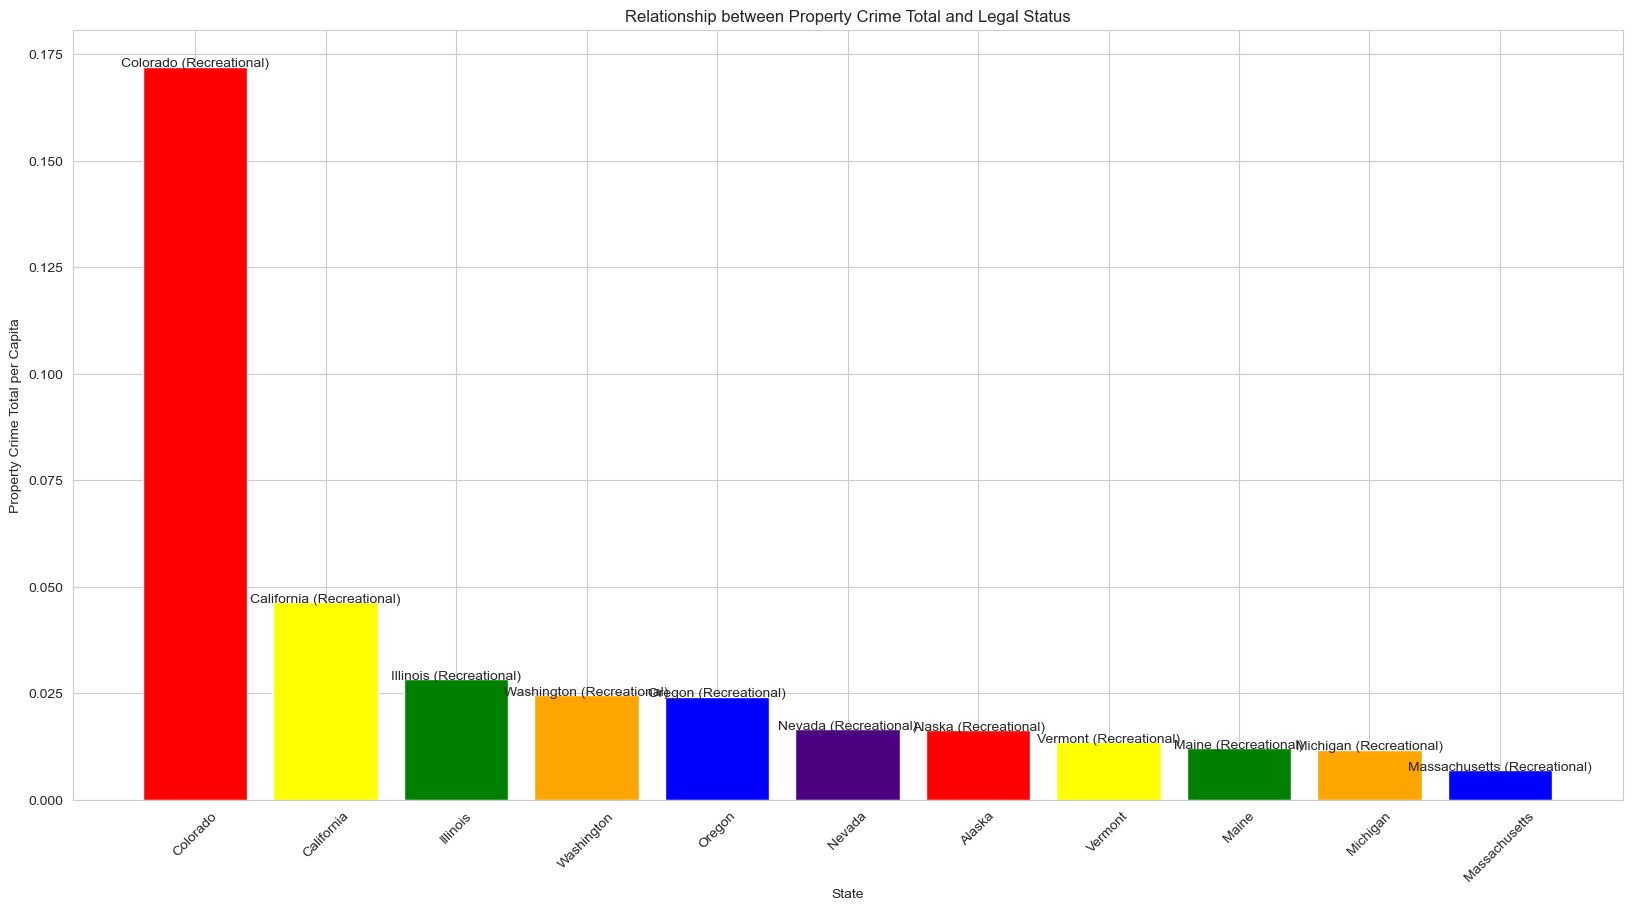 Relationship between Property Crime Total and Legal Status
Property Crime Total per Capita
0.175
0.150
0.125
0.100
0.075
0.050
0.025
0.000
Colorado (Recreational)
California (Recreational)
Illinois (Recreational)
Washington (Recreational)
Oregon (Recreational)
Nevada (Recreational)
Alaska (Recreational)
Vermont (Recreational)
Maine (Recreational)
Michigan (Recreational)
Massachusetts (Recreational)
Colorado
California
Illinois
Washington
Oregon
Nevada
Alaska
Vermont
Maine
Michigan
Massachusetts
State